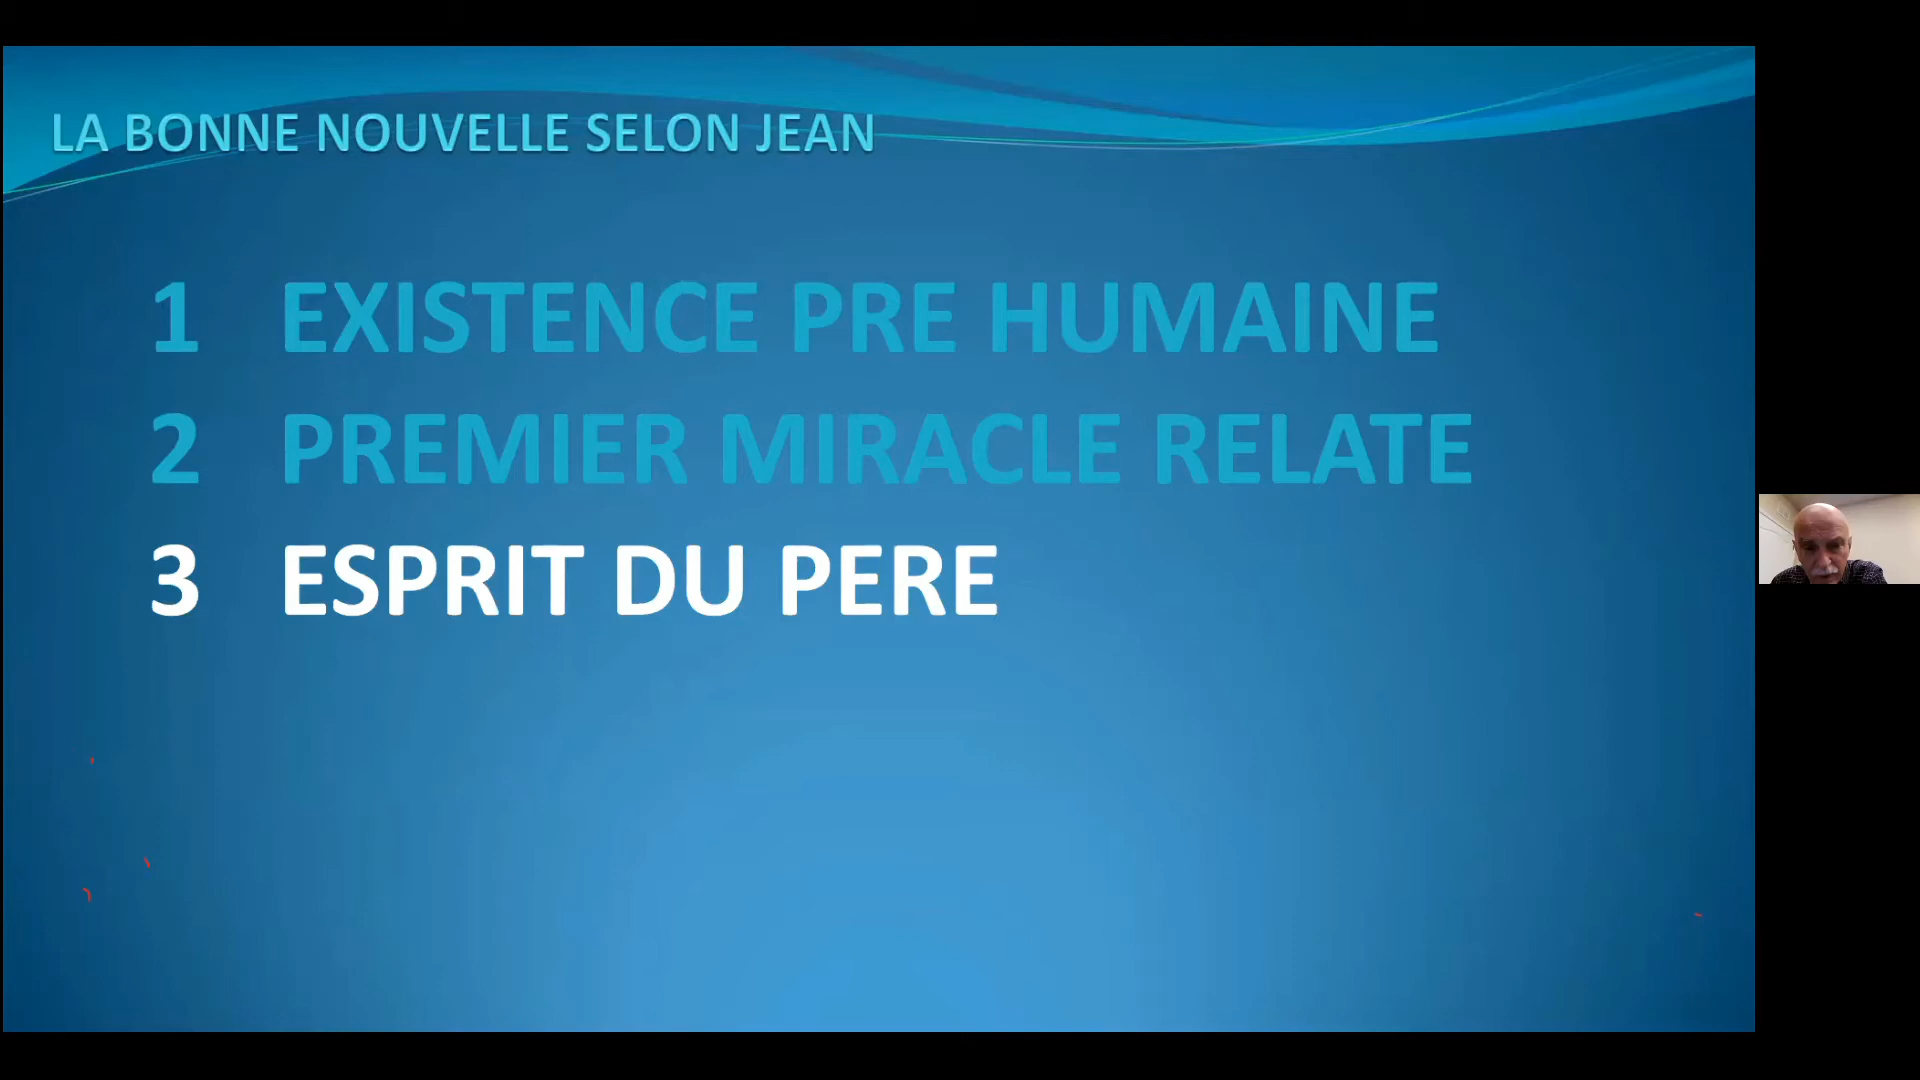 LA BONNE NOUVELLE SELON JEAN
1 EXISTENCE PRE HUMAINE
2 PREMIER MIRACLE RELATE
3 ESPRIT DU PERE